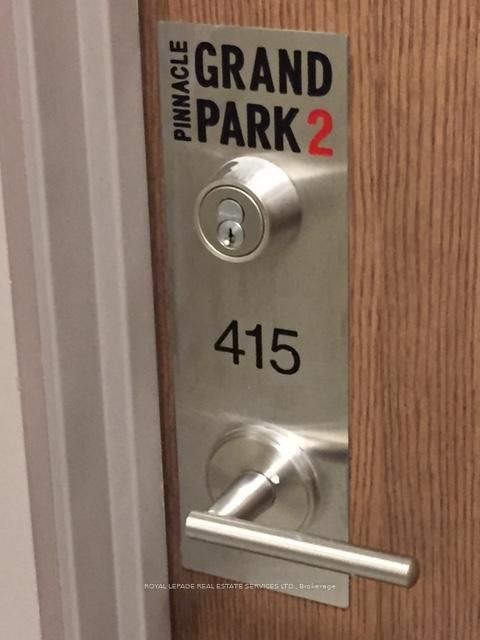 PINNACLE
GRAND
PARK 2
415
ROYAL LEPAGE REAL ESTATE SERVICES LTD., Brokerage